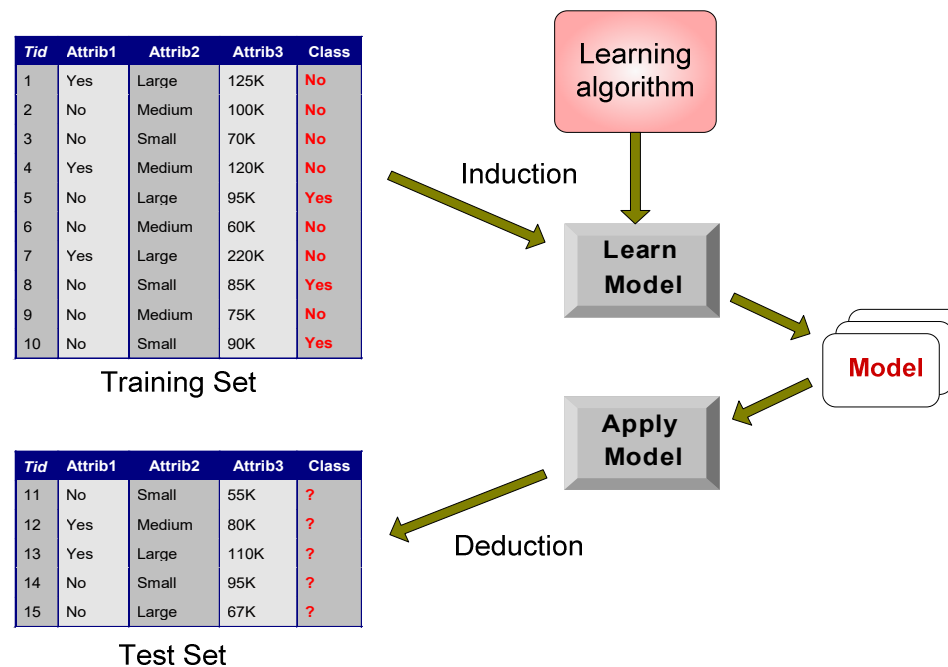 Tid Attrib1 Attrib2 Attrib3 Class
1 Yes Large 125K No
2 No Medium 100K No
3 No Small 70K No
4 Yes Medium 120K No
5 No Large 95K Yes
6 No Medium 60K No
7 Yes Large 220K No
8 No Small 85K Yes
9 No Medium 75K No
10 No Small 90K Yes
Training Set
Learning
algorithm
Induction
Learn
Model
Model
Apply
Model
Deduction
Tid Attrib1 Attrib2 Attrib3 Class
11 No Small 55K ?
12 Yes Medium 80K ?
13 Yes Large 110K ?
14 No Small 95K ?
15 No Large 67K ?
Test Set